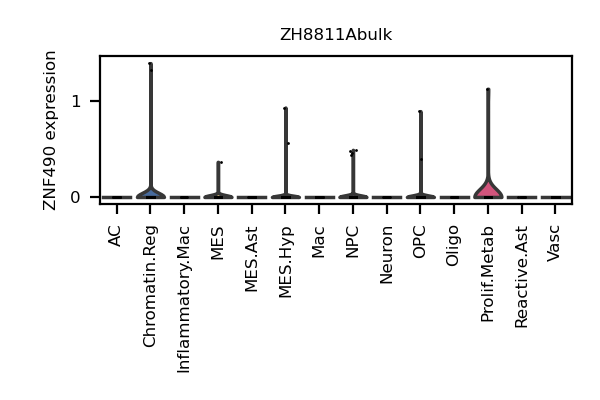 ZH8811Abulk
ZNF490 expression
1
0
AC
Chromatin.Reg
Inflammatory.Mac
MES
MES.Ast
MES.Hyp
Mac
NPC
Neuron
OPC
Oligo
Prolif.Metab
Reactive.Ast
Vasc